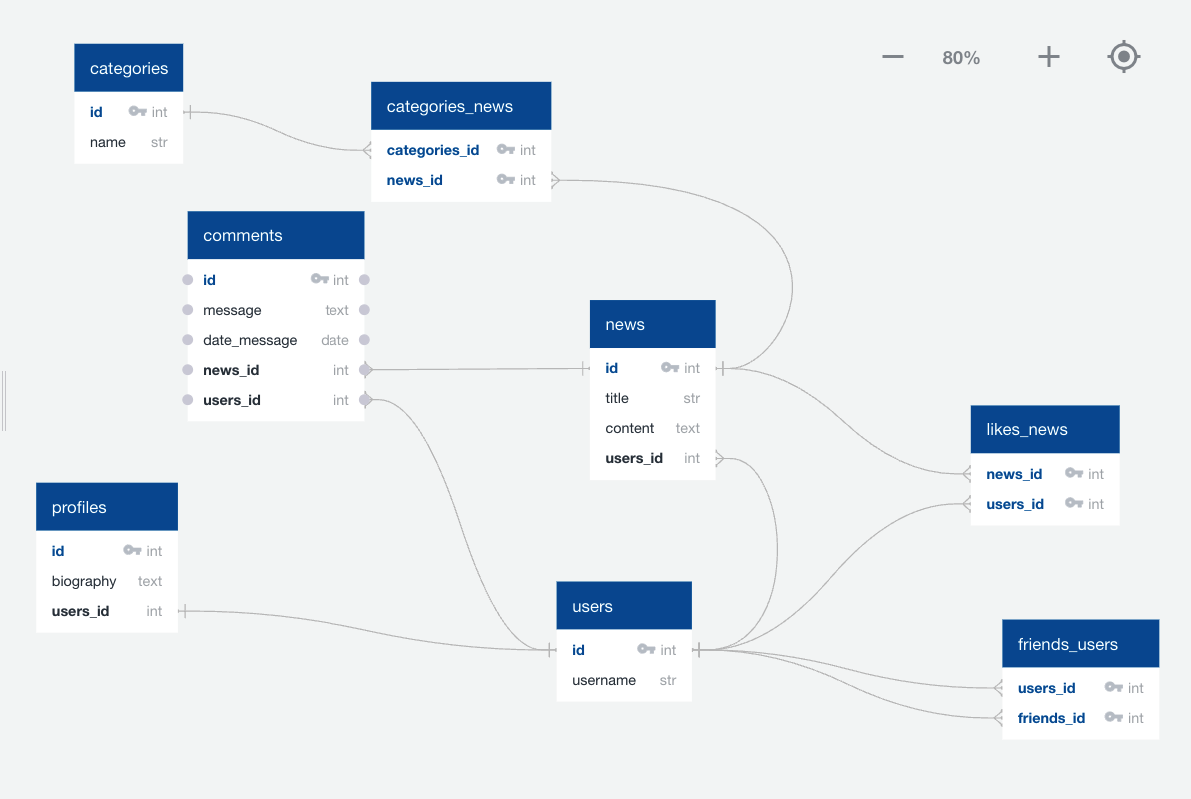 80%
categories
id int
name str
categories_news
categories_id int
news_id int
comments
id int
message text
date_message date
news_id int
users_id int
news
id int
title str
content text
users_id int
likes_news
news_id int
users_id int
profiles
id int
biography text
users_id int
users
id int
username str
friends_users
users_id int
friends_id int